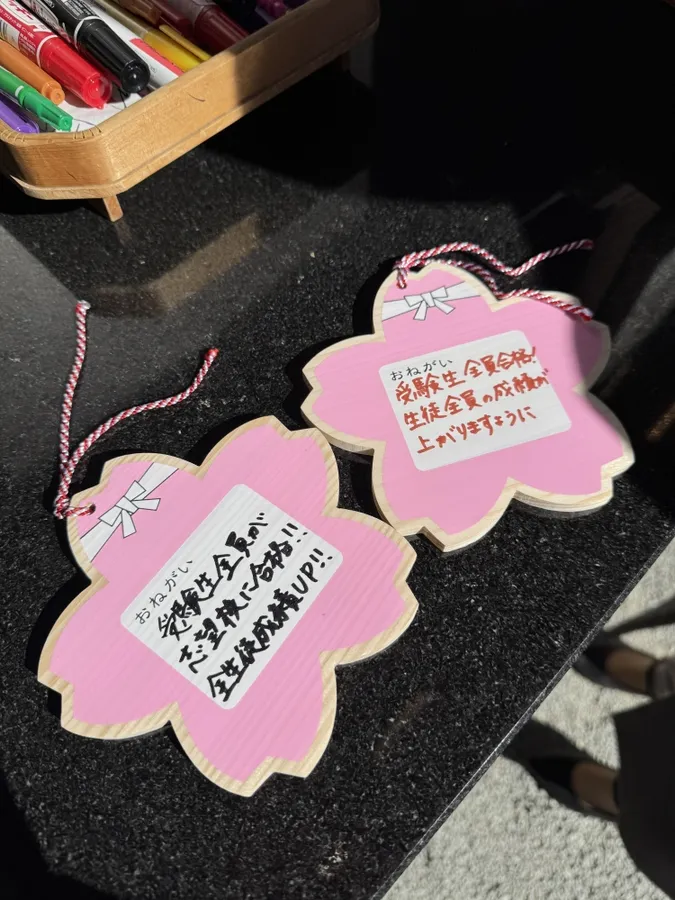 おねがい
受験生全員が
志望校に合格!!
全生徒成績UP!!
おねがい
受験生全員合格!
生徒全員の成績が
上がりますように